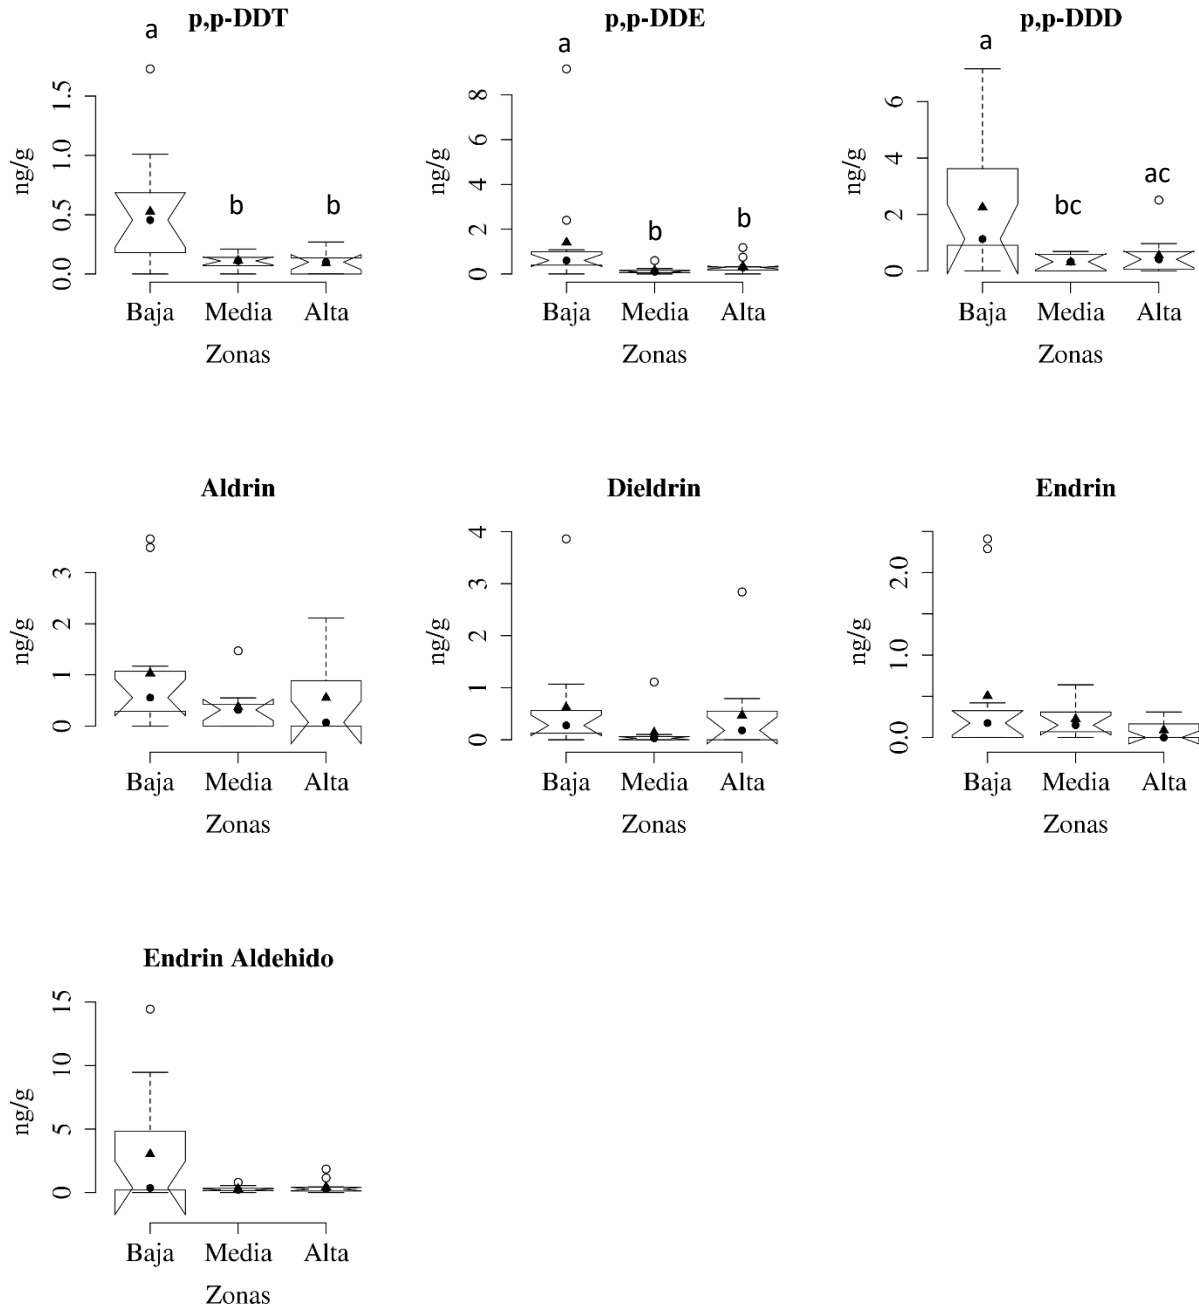 p,p-DDT
a
b
b
ng/g
0.0
0.5
1.0
1.5
Baja
Media
Alta
Zonas
p,p-DDE
a
b
b
ng/g
0
2
4
6
8
Baja
Media
Alta
Zonas
p,p-DDD
a
bc
ac
ng/g
0
2
4
6
Baja
Media
Alta
Zonas
Aldrin
ng/g
0
1
2
3
Baja
Media
Alta
Zonas
Dieldrin
ng/g
0
1
2
3
4
Baja
Media
Alta
Zonas
Endrin
ng/g
0.0
1.0
2.0
Baja
Media
Alta
Zonas
Endrin Aldehido
ng/g
0
5
10
15
Baja
Media
Alta
Zonas